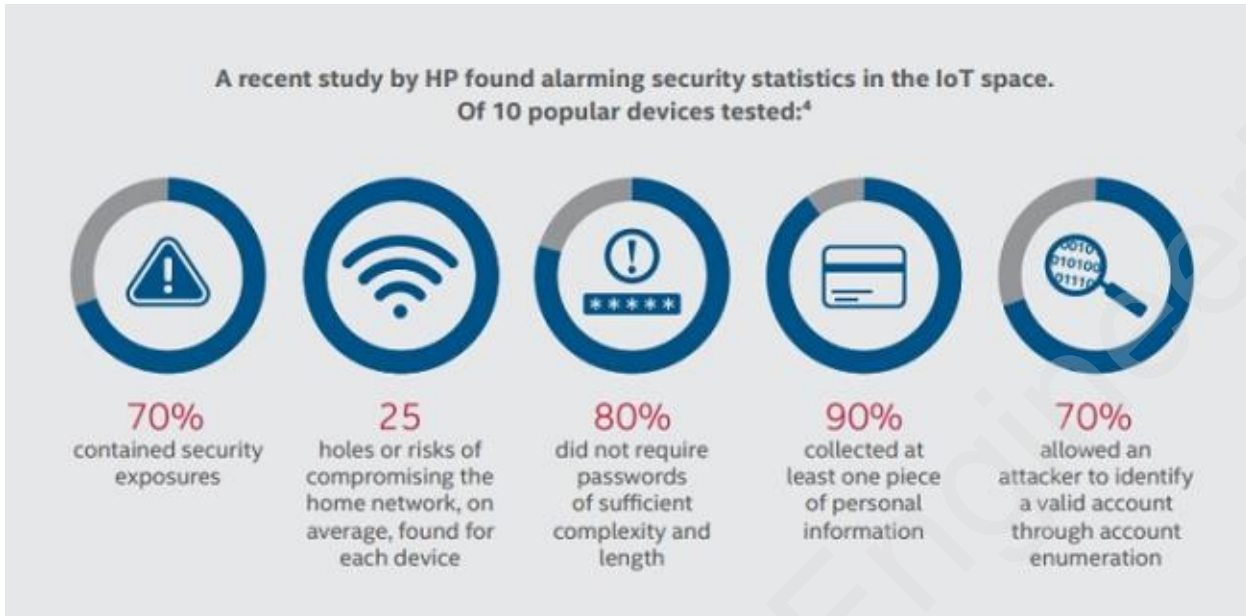 A recent study by HP found alarming security statistics in the IoT space.
Of 10 popular devices tested:⁴
0010
010100
01110
*****
70%
contained security
exposures
25
holes or risks of
compromising the
home network, on
average, found for
each device
80%
did not require
passwords
of sufficient
complexity and
length
90%
collected at
least one piece
of personal
information
70%
allowed an
attacker to identify
a valid account
through account
enumeration